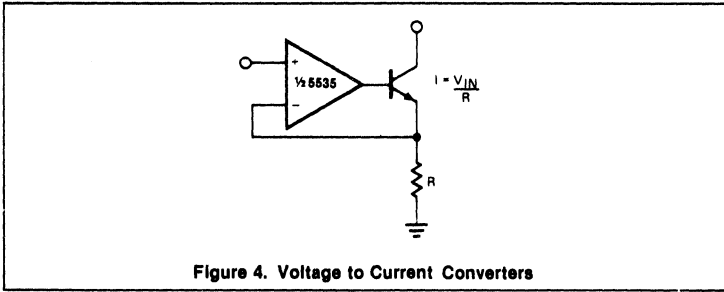 +
½ 5535
−
I = V_IN
R
R
Figure 4. Voltage to Current Converters